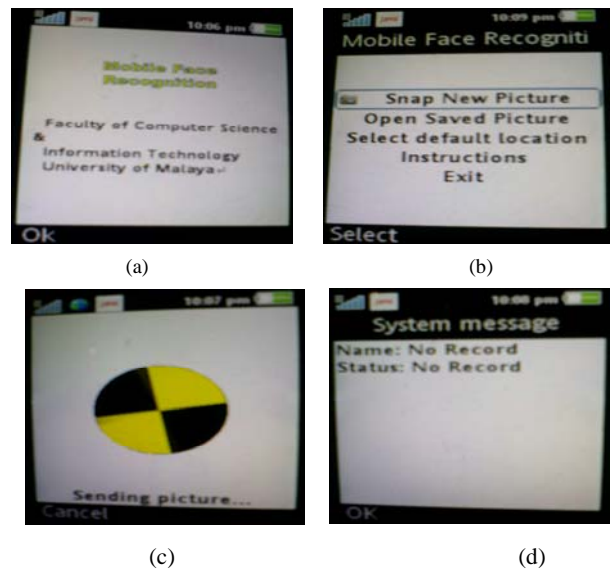 10:06 pm
Mobile Face
Recognition
Faculty of Computer Science
&
Information Technology
University of Malaya
Ok
(a)
10:09 pm
Mobile Face Recogniti
Snap New Picture
Open Saved Picture
Select default location
Instructions
Exit
Select
(b)
10:07 pm
Sending picture...
Cancel
(c)
10:08 pm
System message
Name: No Record
Status: No Record
OK
(d)